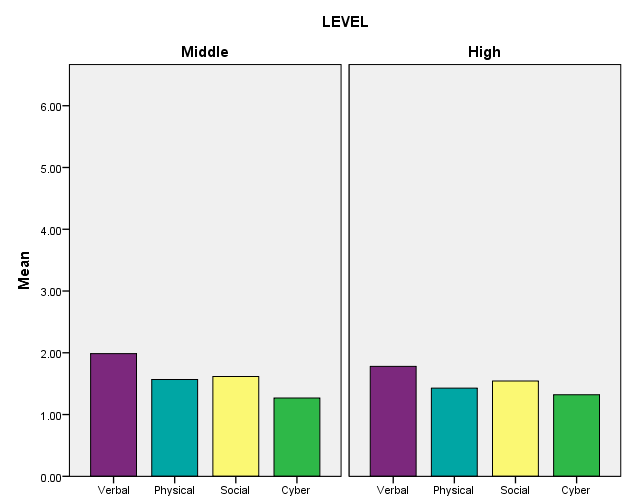 LEVEL
Middle
High
Mean
6.00
5.00
4.00
3.00
2.00
1.00
0.00
Verbal
Physical
Social
Cyber
Verbal
Physical
Social
Cyber